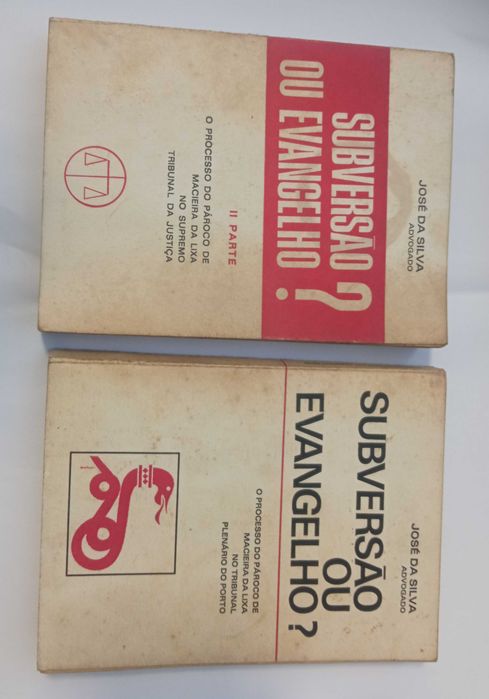 JOSÉ DA SILVA
ADVOGADO
SUBVERSÃO
OU EVANGELHO?
II PARTE
O PROCESSO DO PÁROCO DE
MACIEIRA DA LIXA
NO SUPREMO
TRIBUNAL DA JUSTIÇA
JOSÉ DA SILVA
ADVOGADO
SUBVERSÃO
OU
EVANGELHO?
O PROCESSO DO PÁROCO DE
MACIEIRA DA LIXA
NO TRIBUNAL
PLENÁRIO DO PORTO